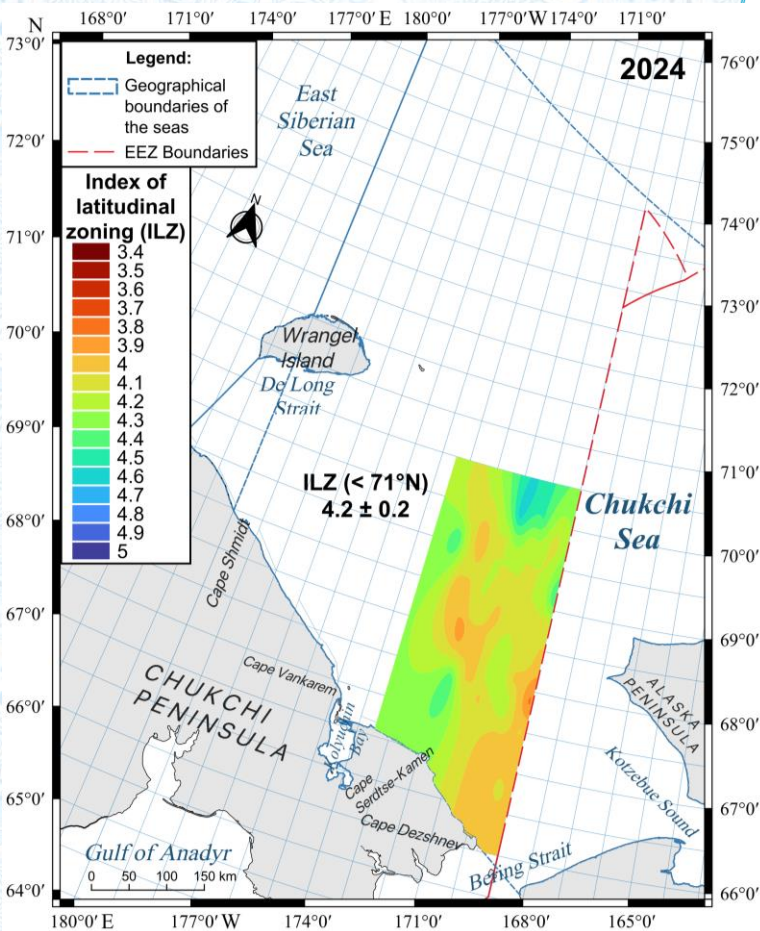 168°0' 171°0' 174°0' 177°0' E 180°0' 177°0' W 174°0' 171°0'
N
73°0'
72°0'
71°0'
70°0'
69°0'
68°0'
67°0'
66°0'
65°0'
64°0'
Legend:
Geographical
boundaries of
the seas
EEZ Boundaries
Index of
latitudinal
zoning (ILZ)
3.4
3.5
3.6
3.7
3.8
3.9
4
4.1
4.2
4.3
4.4
4.5
4.6
4.7
4.8
4.9
5
2024
East
Siberian
Sea
N
Wrangel
Island
De Long
Strait
ILZ (< 71°N)
4.2 ± 0.2
Chukchi
Sea
Cape Shmidt
Cape Vankarem
CHUKCHI
PENINSULA
Kolyuchin
Bay
Cape
Serdtse-Kamen
Cape Dezshnev
ALASKA
PENINSULA
Kotzebue Sound
Bering Strait
Gulf of Anadyr
0 50 100 150 km
76°0'
75°0'
74°0'
73°0'
72°0'
71°0'
70°0'
69°0'
68°0'
67°0'
66°0'
180°0' E 177°0' W 174°0' 171°0' 168°0' 165°0'